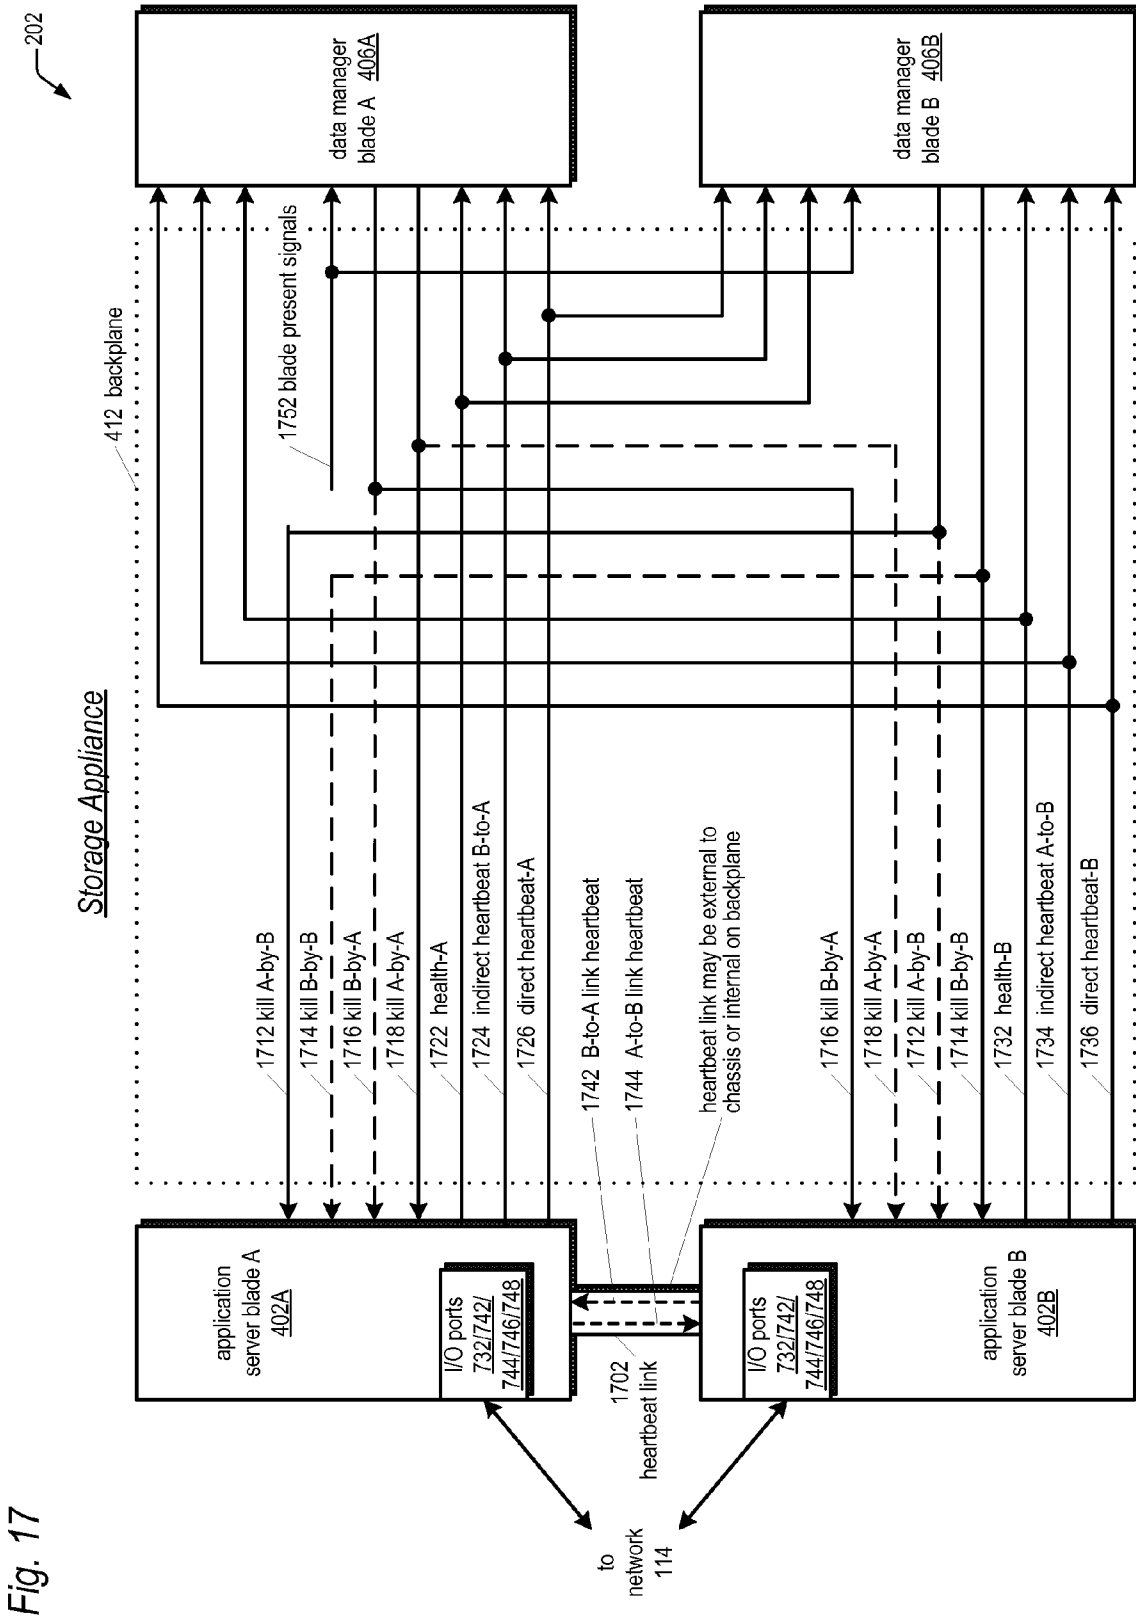 Fig. 17
Storage Appliance
202
412 backplane
application
server blade A
402A
I/O ports
732/742/
744/746/748
1712 kill A-by-B
1714 kill B-by-B
1716 kill B-by-A
1718 kill A-by-A
1722 health-A
1724 indirect heartbeat B-to-A
1726 direct heartbeat-A
1752 blade present signals
data manager
blade A 406A
to
network
114
1702
heartbeat link
1742 B-to-A link heartbeat
1744 A-to-B link heartbeat
heartbeat link may be external to
chassis or internal on backplane
I/O ports
732/742/
744/746/748
application
server blade B
402B
1716 kill B-by-A
1718 kill A-by-A
1712 kill A-by-B
1714 kill B-by-B
1732 health-B
1734 indirect heartbeat A-to-B
1736 direct heartbeat-B
data manager
blade B 406B